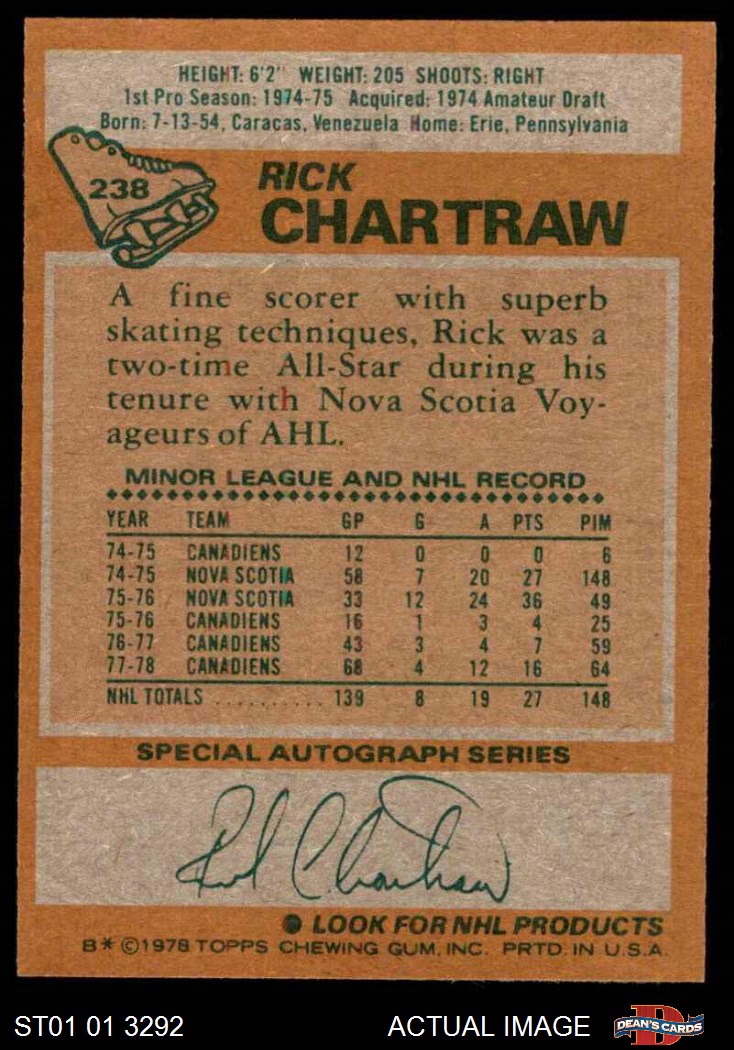 HEIGHT: 6'2" WEIGHT: 205 SHOOTS: RIGHT
1st Pro Season: 1974-75 Acquired: 1974 Amateur Draft
Born: 7-13-54, Caracas, Venezuela Home: Erie, Pennsylvania
238
RICK
CHARTRAW
A fine scorer with superb
skating techniques, Rick was a
two-time All-Star during his
tenure with Nova Scotia Voy-
ageurs of AHL.
MINOR LEAGUE AND NHL RECORD
YEAR TEAM GP G A PTS PIM
74-75 CANADIENS 12 0 0 0 6
74-75 NOVA SCOTIA 58 7 20 27 148
75-76 NOVA SCOTIA 33 12 24 36 49
75-76 CANADIENS 16 1 3 4 25
76-77 CANADIENS 43 3 4 7 59
77-78 CANADIENS 68 4 12 16 64
NHL TOTALS .......... 139 8 19 27 148
SPECIAL AUTOGRAPH SERIES
Rick Chartraw
● LOOK FOR NHL PRODUCTS
B*©1978 TOPPS CHEWING GUM, INC. PRTD. IN U.S.A.
ST01 01 3292 ACTUAL IMAGE DEAN'S CARDS